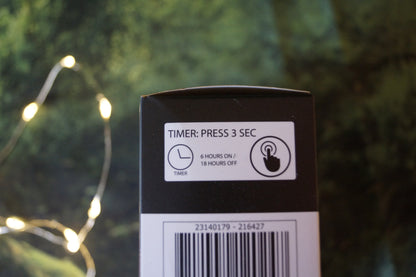 TIMER: PRESS 3 SEC
6 HOURS ON /
18 HOURS OFF
TIMER
23140179 - 216427